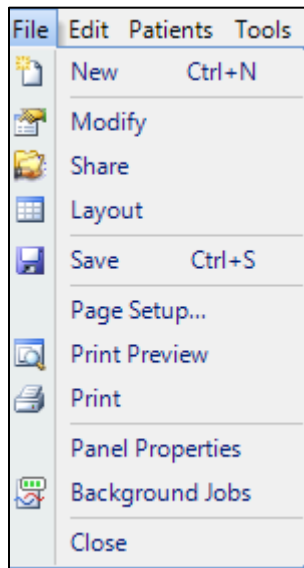 File Edit Patients Tools
New Ctrl+N
Modify
Share
Layout
Save Ctrl+S
Page Setup...
Print Preview
Print
Panel Properties
Background Jobs
Close